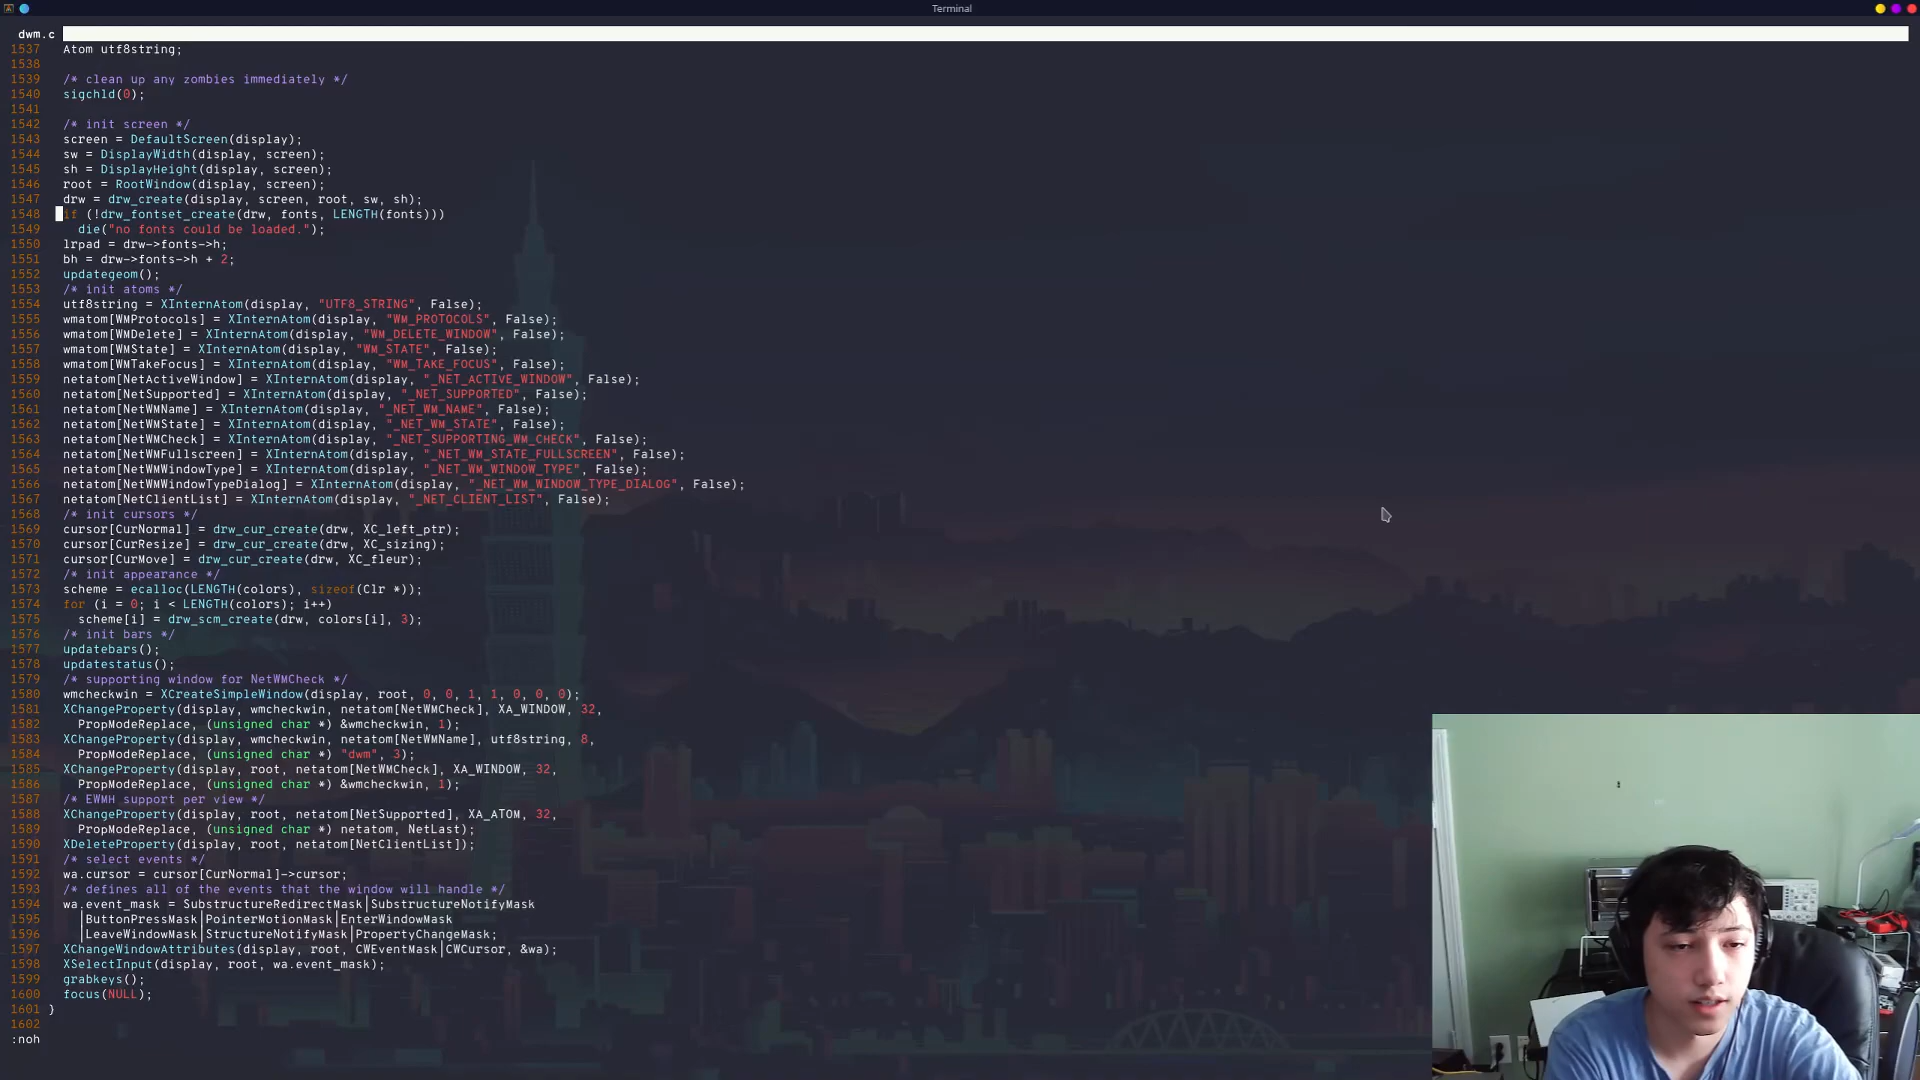 Terminal
dwm.c
1537 Atom utf8string;
1538
1539 /* clean up any zombies immediately */
1540 sigchld(0);
1541
1542 /* init screen */
1543 screen = DefaultScreen(display);
1544 sw = DisplayWidth(display, screen);
1545 sh = DisplayHeight(display, screen);
1546 root = RootWindow(display, screen);
1547 drw = drw_create(display, screen, root, sw, sh);
1548 if (!drw_fontset_create(drw, fonts, LENGTH(fonts)))
1549 die("no fonts could be loaded.");
1550 lrpad = drw->fonts->h;
1551 bh = drw->fonts->h + 2;
1552 updategeom();
1553 /* init atoms */
1554 utf8string = XInternAtom(display, "UTF8_STRING", False);
1555 wmatom[WMProtocols] = XInternAtom(display, "WM_PROTOCOLS", False);
1556 wmatom[WMDelete] = XInternAtom(display, "WM_DELETE_WINDOW", False);
1557 wmatom[WMState] = XInternAtom(display, "WM_STATE", False);
1558 wmatom[WMTakeFocus] = XInternAtom(display, "WM_TAKE_FOCUS", False);
1559 netatom[NetActiveWindow] = XInternAtom(display, "_NET_ACTIVE_WINDOW", False);
1560 netatom[NetSupported] = XInternAtom(display, "_NET_SUPPORTED", False);
1561 netatom[NetWMName] = XInternAtom(display, "_NET_WM_NAME", False);
1562 netatom[NetWMState] = XInternAtom(display, "_NET_WM_STATE", False);
1563 netatom[NetWMCheck] = XInternAtom(display, "_NET_SUPPORTING_WM_CHECK", False);
1564 netatom[NetWMFullscreen] = XInternAtom(display, "_NET_WM_STATE_FULLSCREEN", False);
1565 netatom[NetWMWindowType] = XInternAtom(display, "_NET_WM_WINDOW_TYPE", False);
1566 netatom[NetWMWindowTypeDialog] = XInternAtom(display, "_NET_WM_WINDOW_TYPE_DIALOG", False);
1567 netatom[NetClientList] = XInternAtom(display, "_NET_CLIENT_LIST", False);
1568 /* init cursors */
1569 cursor[CurNormal] = drw_cur_create(drw, XC_left_ptr);
1570 cursor[CurResize] = drw_cur_create(drw, XC_sizing);
1571 cursor[CurMove] = drw_cur_create(drw, XC_fleur);
1572 /* init appearance */
1573 scheme = ecalloc(LENGTH(colors), sizeof(Clr *));
1574 for (i = 0; i < LENGTH(colors); i++)
1575 scheme[i] = drw_scm_create(drw, colors[i], 3);
1576 /* init bars */
1577 updatebars();
1578 updatestatus();
1579 /* supporting window for NetWMCheck */
1580 wmcheckwin = XCreateSimpleWindow(display, root, 0, 0, 1, 1, 0, 0, 0);
1581 XChangeProperty(display, wmcheckwin, netatom[NetWMCheck], XA_WINDOW, 32,
1582 PropModeReplace, (unsigned char *) &wmcheckwin, 1);
1583 XChangeProperty(display, wmcheckwin, netatom[NetWMName], utf8string, 8,
1584 PropModeReplace, (unsigned char *) "dwm", 3);
1585 XChangeProperty(display, root, netatom[NetWMCheck], XA_WINDOW, 32,
1586 PropModeReplace, (unsigned char *) &wmcheckwin, 1);
1587 /* EWMH support per view */
1588 XChangeProperty(display, root, netatom[NetSupported], XA_ATOM, 32,
1589 PropModeReplace, (unsigned char *) netatom, NetLast);
1590 XDeleteProperty(display, root, netatom[NetClientList]);
1591 /* select events */
1592 wa.cursor = cursor[CurNormal]->cursor;
1593 /* defines all of the events that the window will handle */
1594 wa.event_mask = SubstructureRedirectMask|SubstructureNotifyMask
1595 |ButtonPressMask|PointerMotionMask|EnterWindowMask
1596 |LeaveWindowMask|StructureNotifyMask|PropertyChangeMask;
1597 XChangeWindowAttributes(display, root, CWEventMask|CWCursor, &wa);
1598 XSelectInput(display, root, wa.event_mask);
1599 grabkeys();
1600 focus(NULL);
1601 }
1602
:noh